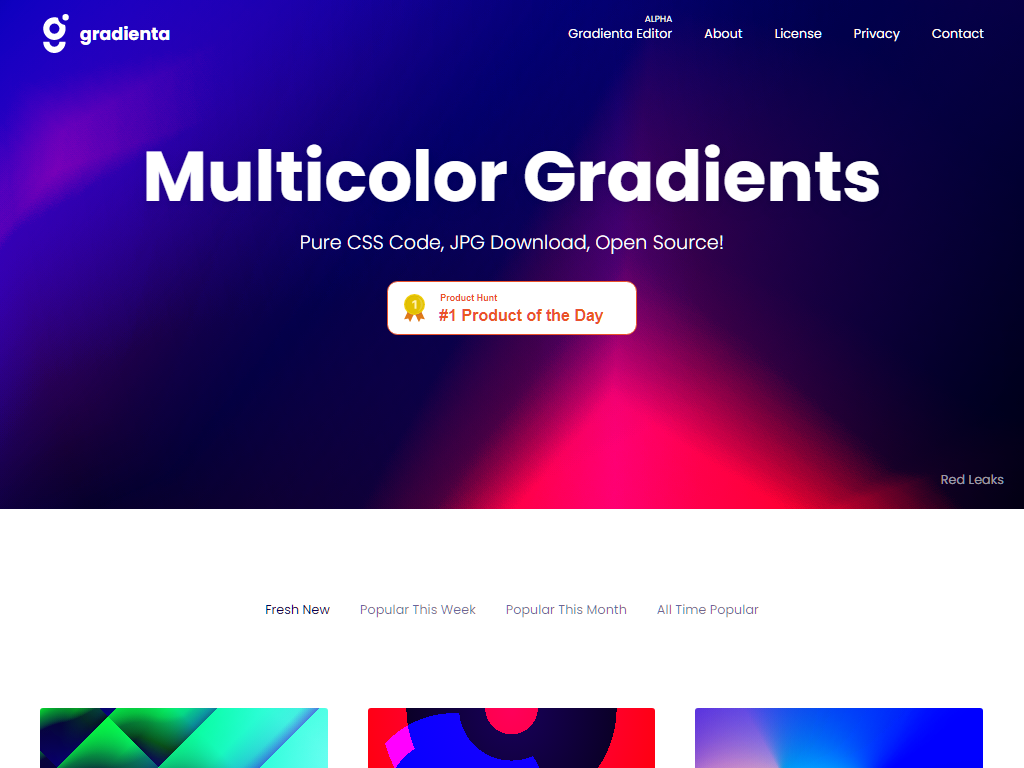 gradienta
ALPHA
Gradienta Editor
About
License
Privacy
Contact
Multicolor Gradients
Pure CSS Code, JPG Download, Open Source!
1
Product Hunt
#1 Product of the Day
Red Leaks
Fresh New
Popular This Week
Popular This Month
All Time Popular